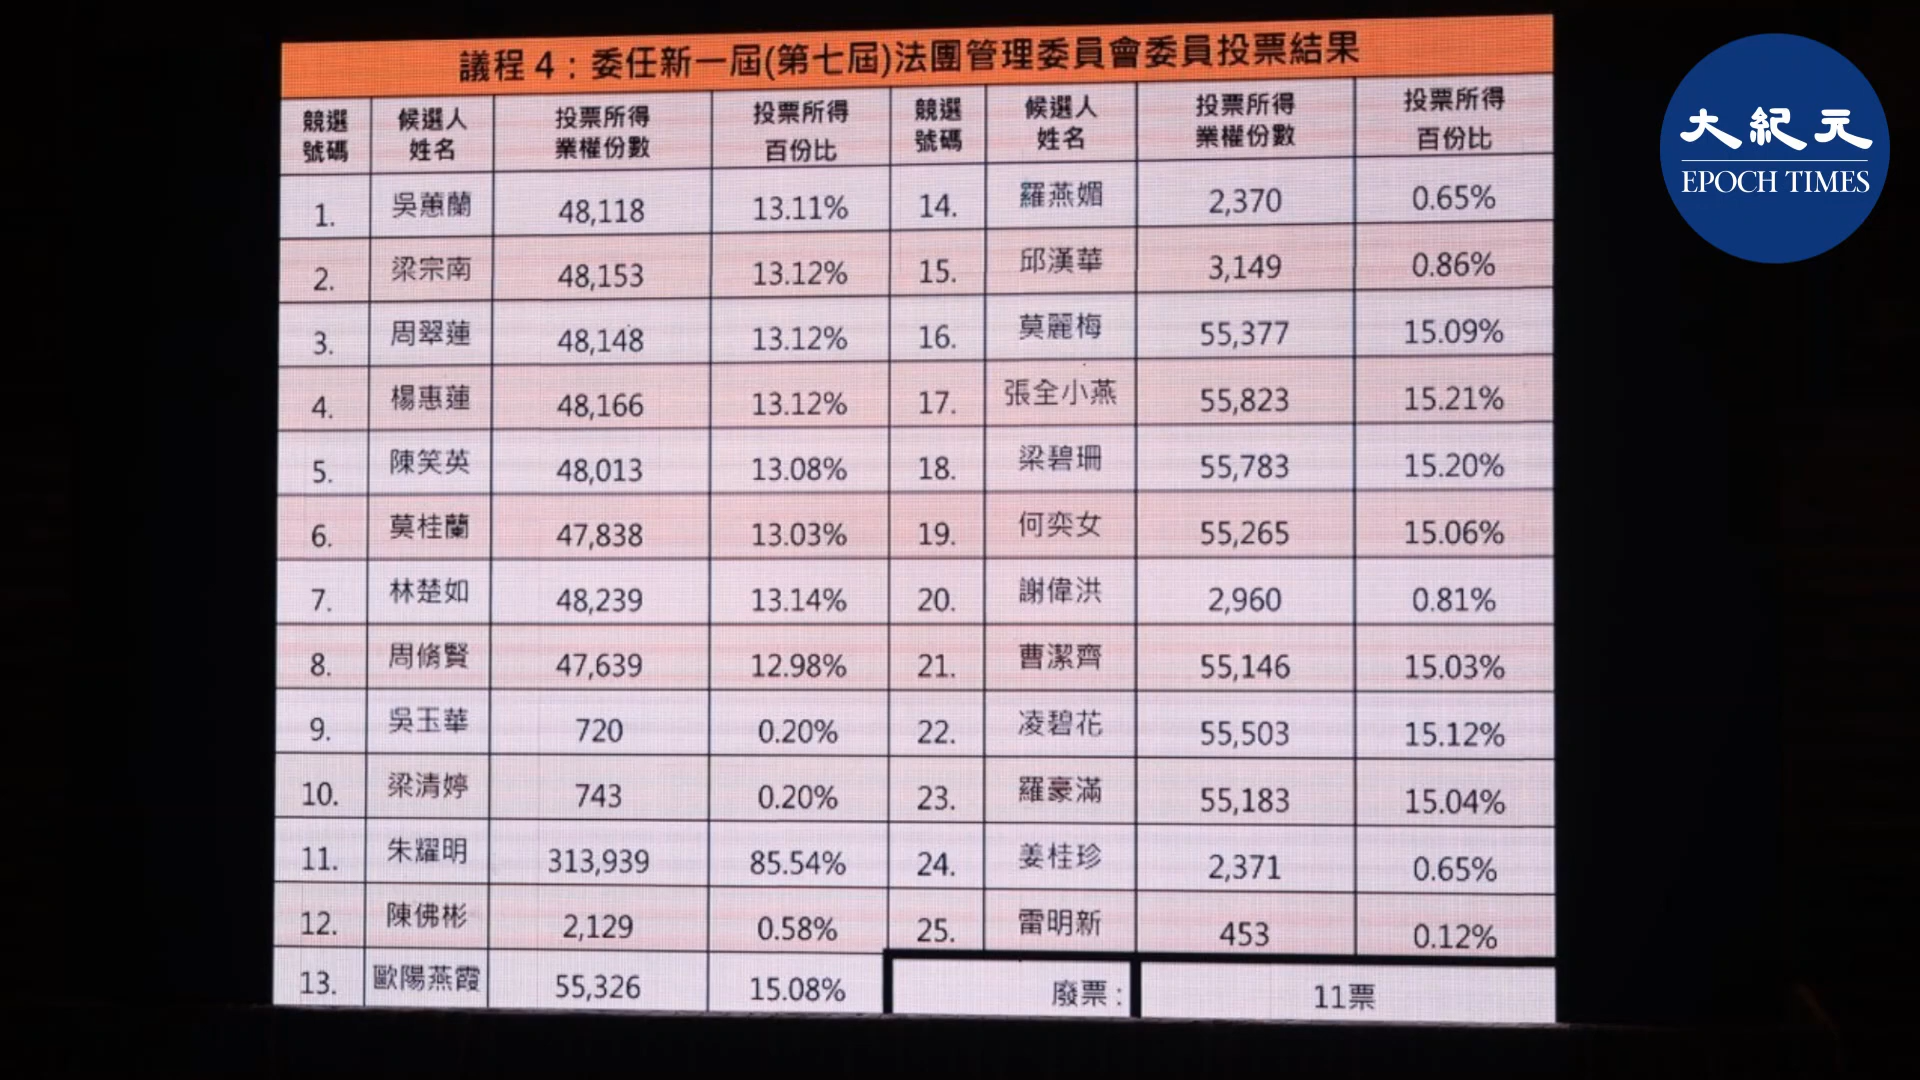 議程 4：委任新一屆(第七屆)法團管理委員會委員投票結果
競選號碼 候選人姓名 投票所得業權份數 投票所得百份比 競選號碼 候選人姓名 投票所得業權份數 投票所得百份比
1. 吳蕙蘭 48,118 13.11% 14. 羅燕媚 2,370 0.65%
2. 梁宗南 48,153 13.12% 15. 邱漢華 3,149 0.86%
3. 周翠蓮 48,148 13.12% 16. 莫麗梅 55,377 15.09%
4. 楊惠蓮 48,166 13.12% 17. 張全小燕 55,823 15.21%
5. 陳笑英 48,013 13.08% 18. 梁碧珊 55,783 15.20%
6. 莫桂蘭 47,838 13.03% 19. 何奕女 55,265 15.06%
7. 林楚如 48,239 13.14% 20. 謝偉洪 2,960 0.81%
8. 周脩賢 47,639 12.98% 21. 曹潔齊 55,146 15.03%
9. 吳玉華 720 0.20% 22. 凌碧花 55,503 15.12%
10. 梁清婷 743 0.20% 23. 羅豪滿 55,183 15.04%
11. 朱耀明 313,939 85.54% 24. 姜桂珍 2,371 0.65%
12. 陳佛彬 2,129 0.58% 25. 雷明新 453 0.12%
13. 歐陽燕霞 55,326 15.08% 廢票 : 11票
大紀元
EPOCH TIMES